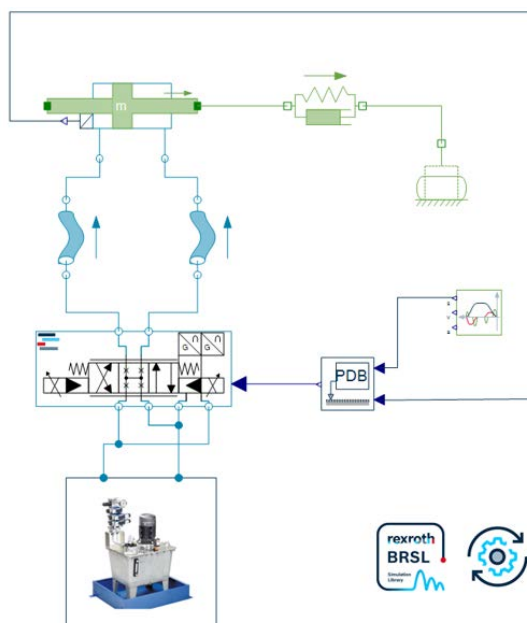 m
G U
G U
PDB
rexroth
BRSL
Simulation
Library